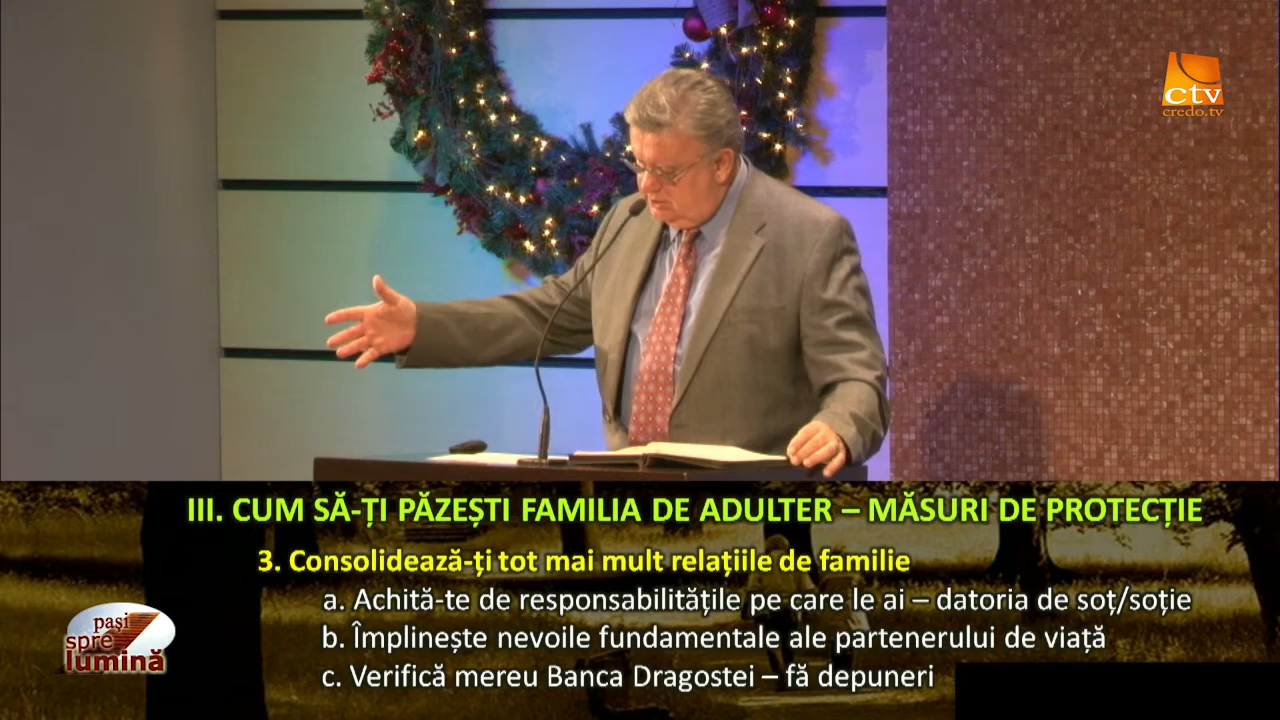 ctv
credo.tv
III. CUM SĂ-ȚI PĂZEȘTI FAMILIA DE ADULTER – MĂSURI DE PROTECȚIE
3. Consolidează-ți tot mai mult relațiile de familie
a. Achită-te de responsabilitățile pe care le ai – datoria de soț/soție
b. Împlinește nevoile fundamentale ale partenerului de viață
c. Verifică mereu Banca Dragostei – fă depuneri
pași
spre
lumină